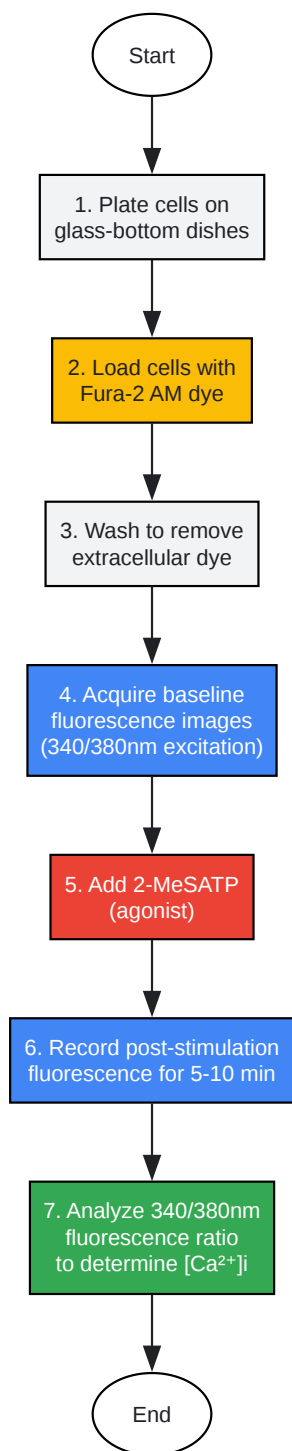 Start
1. Plate cells on
glass-bottom dishes
2. Load cells with
Fura-2 AM dye
3. Wash to remove
extracellular dye
4. Acquire baseline
fluorescence images
(340/380nm excitation)
5. Add 2-MeSATP
(agonist)
6. Record post-stimulation
fluorescence for 5-10 min
7. Analyze 340/380nm
fluorescence ratio
to determine [Ca²⁺]i
End